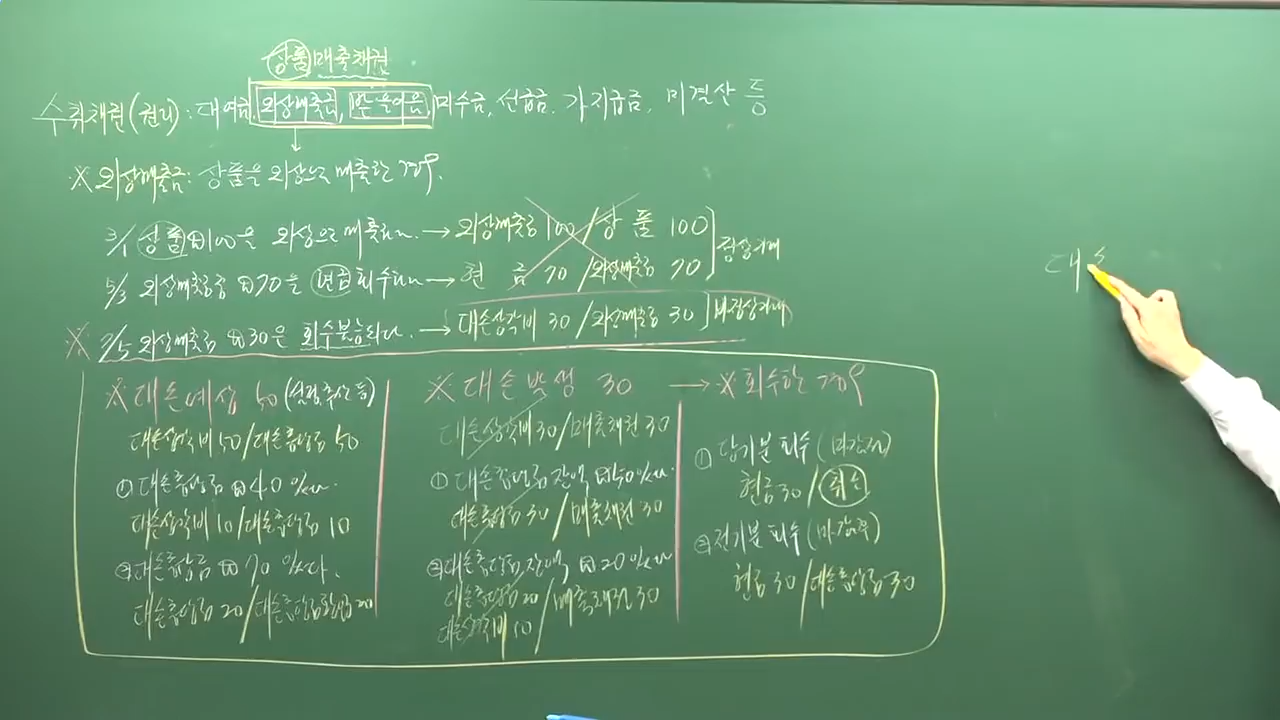 상품매출채권
수취채권(권리): 대여금, 외상매출금, 받을어음, 미수금, 선급금, 가지급금, 미결산 등
※ 외상매출금: 상품을 외상으로 매출한 경우.
3/1 상품 ₩100을 외상으로 매출하다. → 외상매출금 100 / 상 품 100
정상거래
5/3 외상매출금중 ₩70을 현금회수하다. → 현 금 70 / 외상매출금 70
※ 2/5 외상매출금 ₩30은 회수불능되다. → 대손상각비 30 / 외상매출금 30 비정상거래
※ 대손예상 50 (설정, 추산 등)
대손상각비 50 / 대손충당금 50
① 대손충당금 ₩40 있다.
대손상각비 10 / 대손충당금 10
② 대손충당금 ₩70 있다.
대손충당금 20 / 대손충당금환입 20
※ 대손발생 30 →
대손상각비 30 / 매출채권 30
① 대손충당금 잔액 ₩50 있다.
대손충당금 30 / 매출채권 30
② 대손충당금 잔액 ₩20 있다
대손충당금 20 / 매출채권 30
대손상각비 10
※ 회수한 경우
① 당기분 회수 (마감전)
현금 30 / 취소
② 전기분 회수 (마감후)
현금 30 / 대손충당금 30
대스